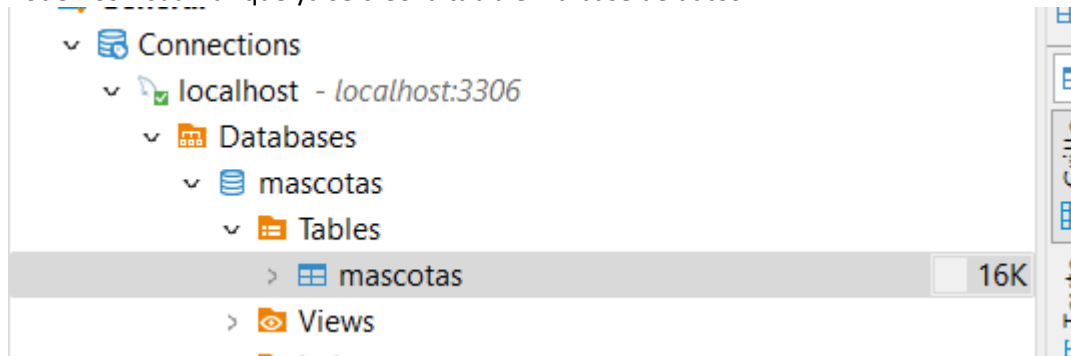 Connections
localhost - localhost:3306
Databases
mascotas
Tables
mascotas 16K
Views